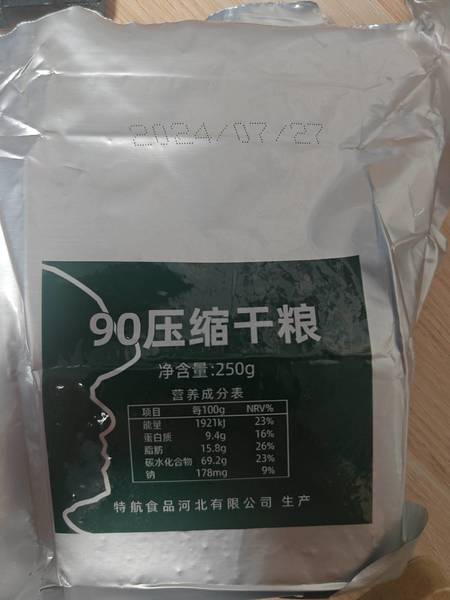 2024/07/27
90压缩干粮
净含量:250g
营养成分表
项目 每100g NRV%
能量 1921kj 23%
蛋白质 9.4g 16%
脂肪 15.8g 26%
碳水化合物 69.2g 23%
钠 178mg 9%
特航食品河北有限公司 生产